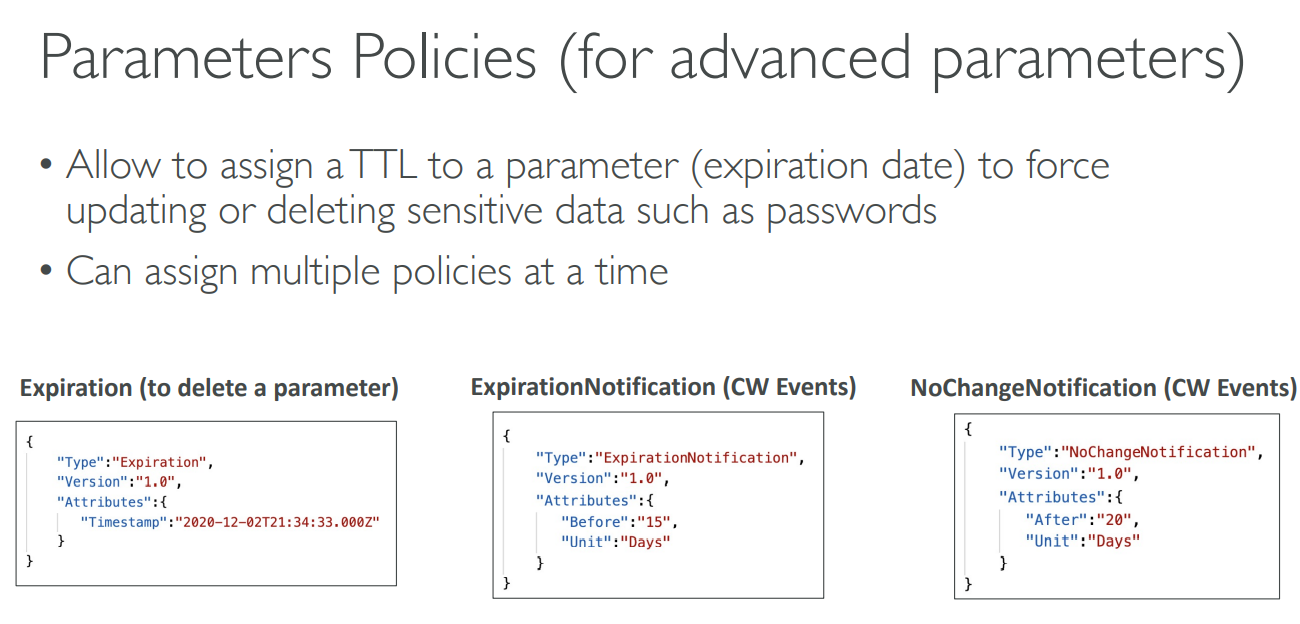 Parameters Policies (for advanced parameters)
• Allow to assign a TTL to a parameter (expiration date) to force
updating or deleting sensitive data such as passwords
• Can assign multiple policies at a time
Expiration (to delete a parameter)
{
"Type":"Expiration",
"Version":"1.0",
"Attributes":{
"Timestamp":"2020-12-02T21:34:33.000Z"
}
}
ExpirationNotification (CW Events)
{
"Type":"ExpirationNotification",
"Version":"1.0",
"Attributes":{
"Before":"15",
"Unit":"Days"
}
}
NoChangeNotification (CW Events)
{
"Type":"NoChangeNotification",
"Version":"1.0",
"Attributes":{
"After":"20",
"Unit":"Days"
}
}